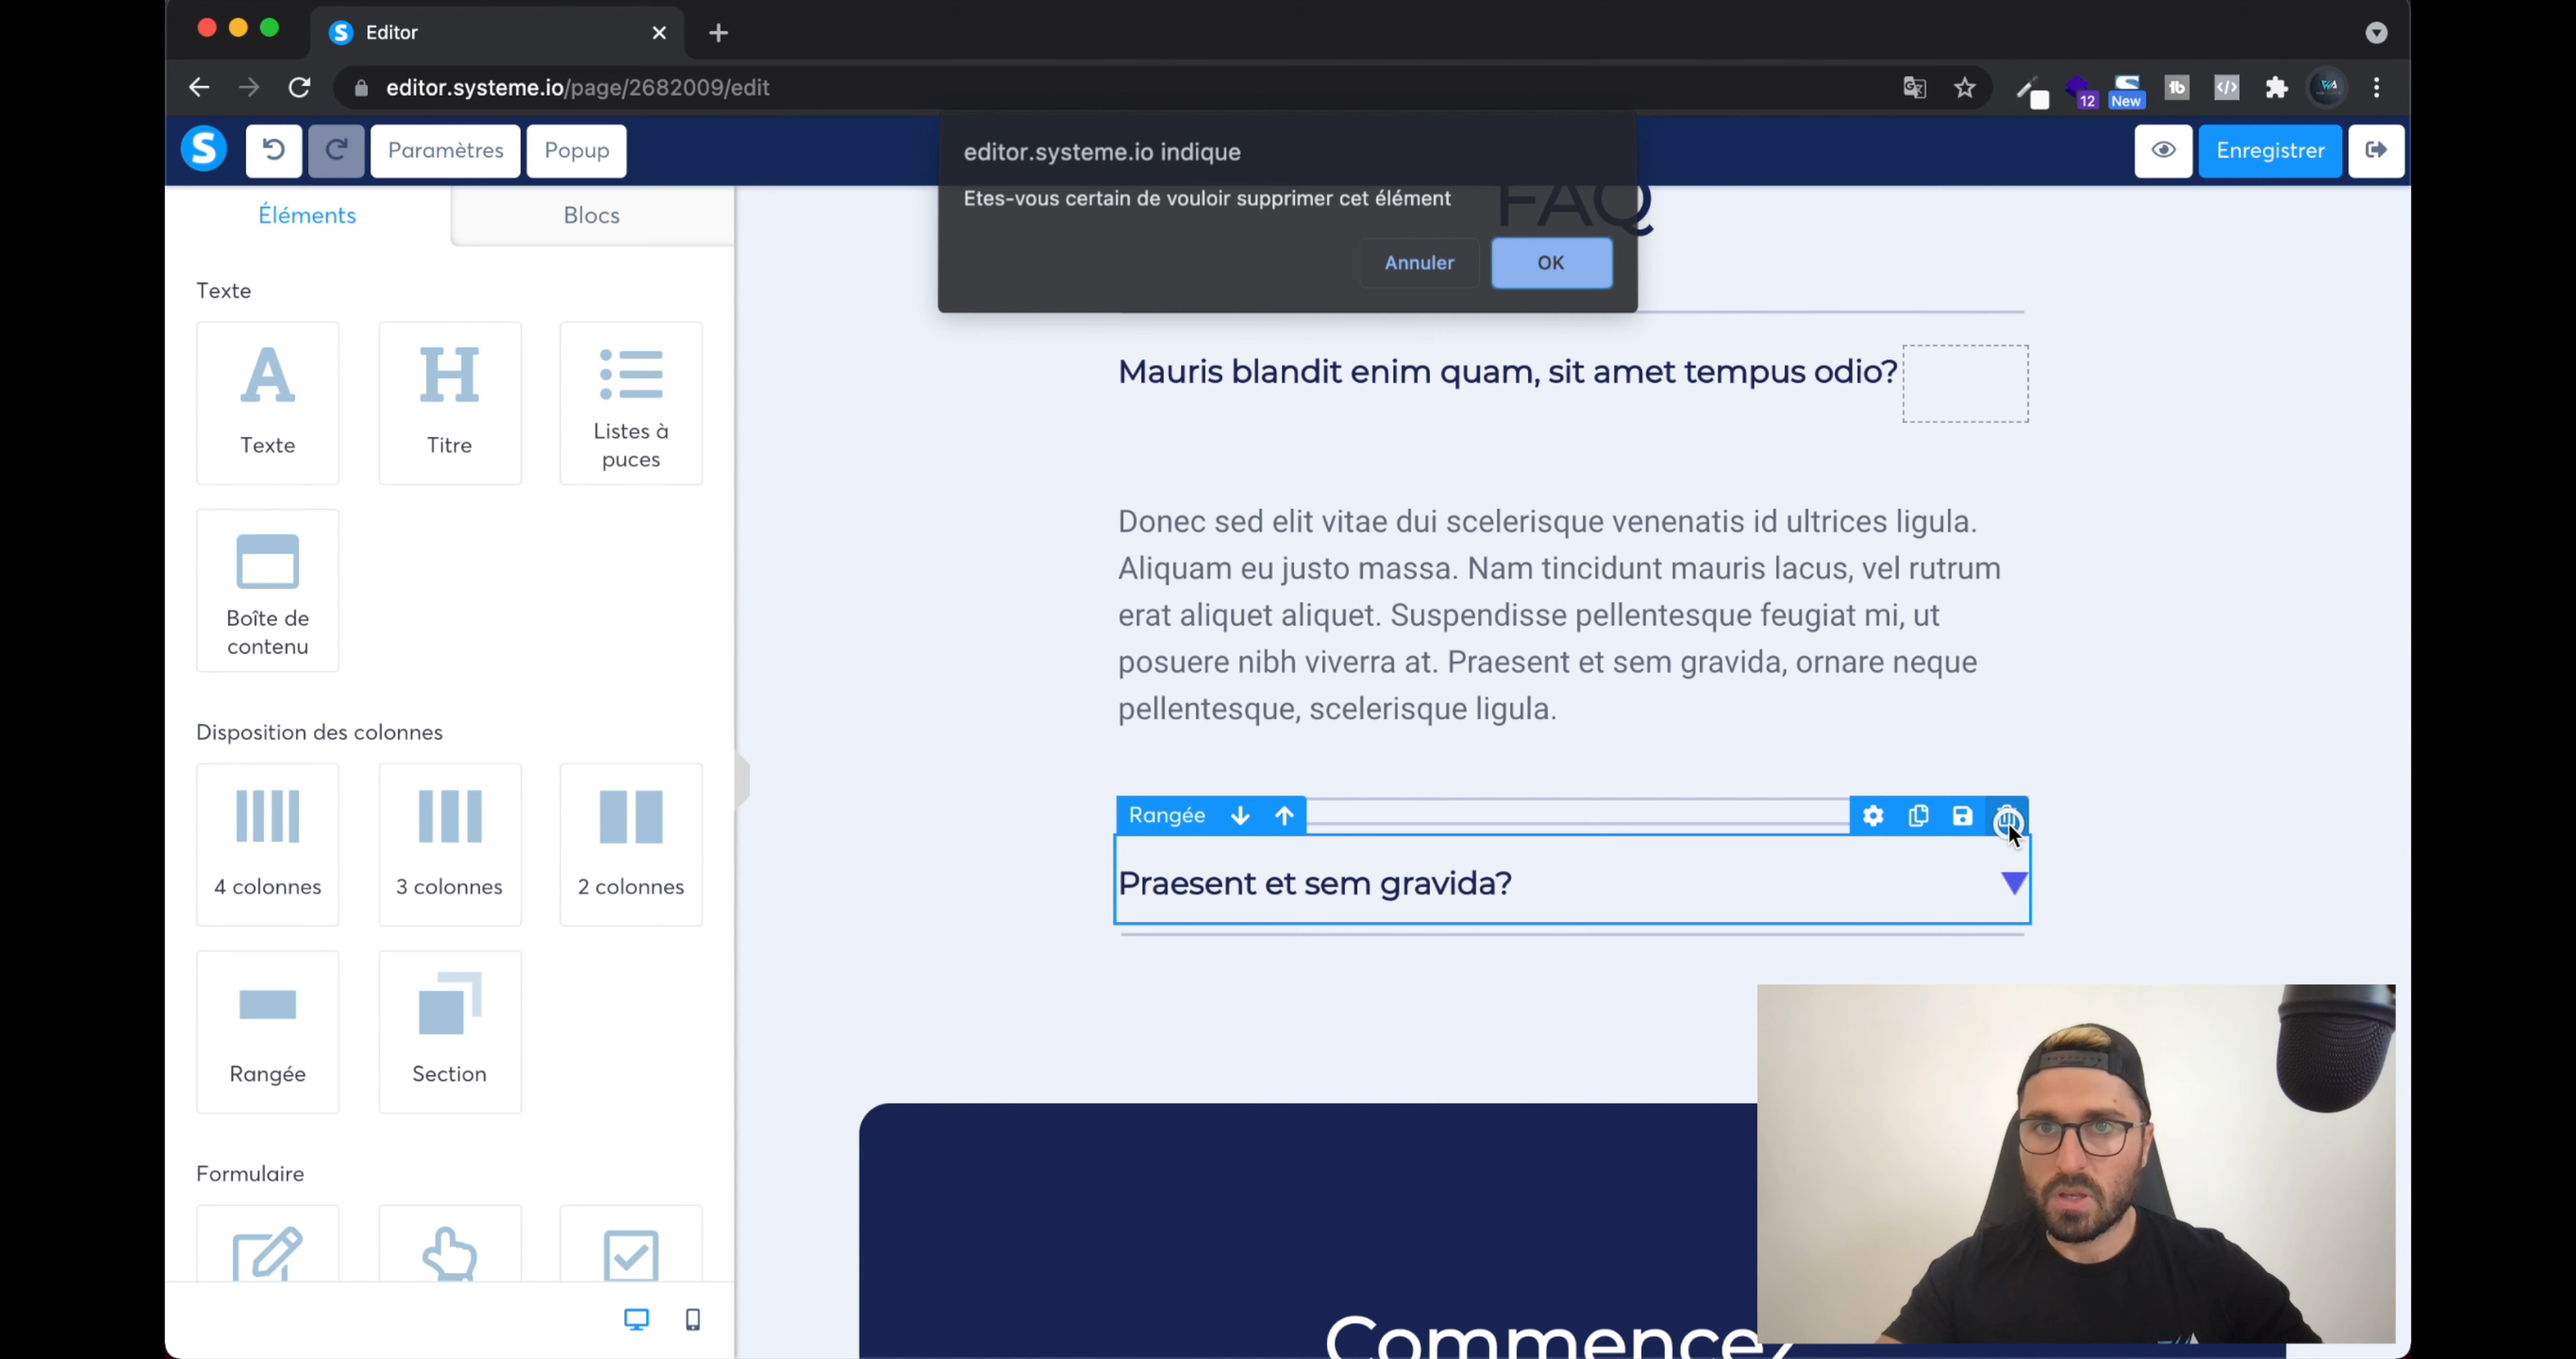 Editor
editor.systeme.io/page/2682009/edit
12
New
tb
S
Paramètres
Popup
Enregistrer
editor.systeme.io indique
Etes-vous certain de vouloir supprimer cet élément
Annuler
OK
FAQ
Éléments
Blocs
Texte
Texte
Titre
Listes à
puces
Boîte de
contenu
Disposition des colonnes
4 colonnes
3 colonnes
2 colonnes
Rangée
Section
Formulaire
Mauris blandit enim quam, sit amet tempus odio?
Donec sed elit vitae dui scelerisque venenatis id ultrices ligula.
Aliquam eu justo massa. Nam tincidunt mauris lacus, vel rutrum
erat aliquet aliquet. Suspendisse pellentesque feugiat mi, ut
posuere nibh viverra at. Praesent et sem gravida, ornare neque
pellentesque, scelerisque ligula.
Rangée
Praesent et sem gravida?
Commencez